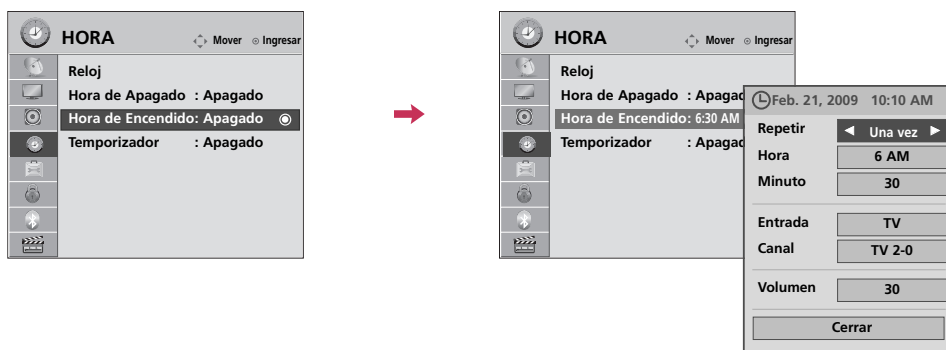 HORA
Mover Ingresar
Reloj
Hora de Apagado : Apagado
Hora de Encendido: Apagado
Temporizador : Apagado
HORA
Mover Ingresar
Reloj
Hora de Apagado : Apagad
Hora de Encendido: 6:30 AM
Temporizador : Apagad
Feb. 21, 2009 10:10 AM
Repetir ◀ Una vez ▶
Hora 6 AM
Minuto 30
Entrada TV
Canal TV 2-0
Volumen 30
Cerrar